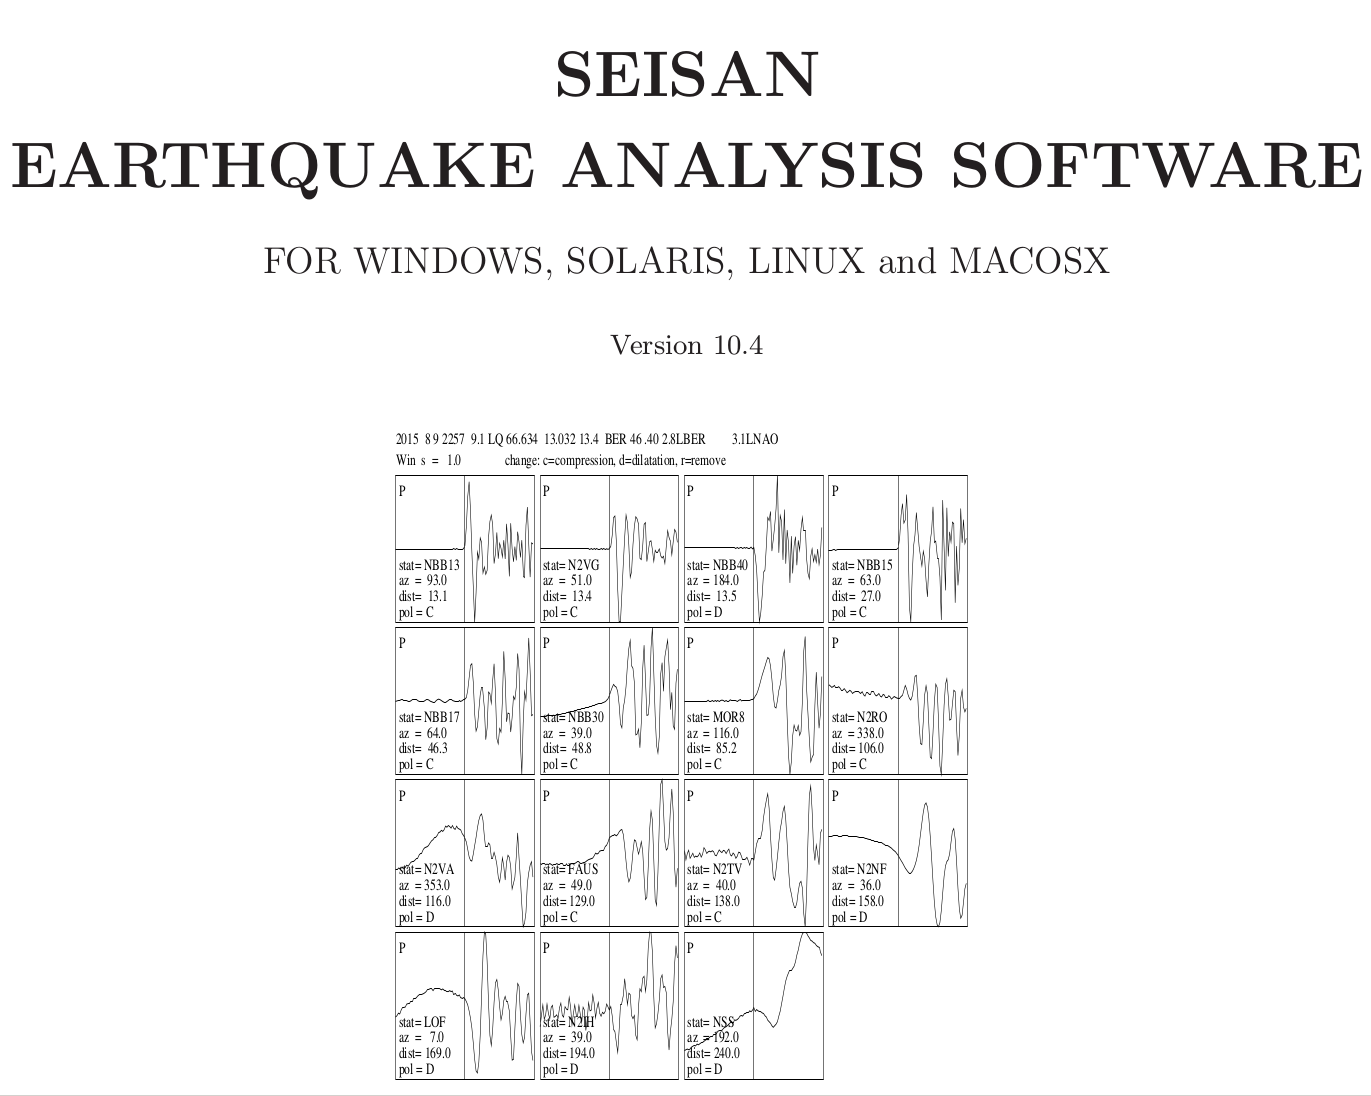 SEISAN
EARTHQUAKE ANALYSIS SOFTWARE
FOR WINDOWS, SOLARIS, LINUX and MACOSX
Version 10.4
2015 8 9 2257 9.1 LQ 66.634 13.032 13.4 BER 46 .40 2.8LBER 3.1LNAO
Win s = 1.0 change: c=compression, d=dilatation, r=remove
P
stat= NBB13
az = 93.0
dist= 13.1
pol = C
P
stat= N2VG
az = 51.0
dist= 13.4
pol = C
P
stat= NBB40
az = 184.0
dist= 13.5
pol = D
P
stat= NBB15
az = 63.0
dist= 27.0
pol = C
P
stat= NBB17
az = 64.0
dist= 46.3
pol = C
P
stat= NBB30
az = 39.0
dist= 48.8
pol = C
P
stat= MOR8
az = 116.0
dist= 85.2
pol = C
P
stat= N2RO
az = 338.0
dist= 106.0
pol = C
P
stat= N2VA
az = 353.0
dist= 116.0
pol = D
P
stat= FAUS
az = 49.0
dist= 129.0
pol = C
P
stat= N2TV
az = 40.0
dist= 138.0
pol = C
P
stat= N2NF
az = 36.0
dist= 158.0
pol = D
P
stat= LOF
az = 7.0
dist= 169.0
pol = D
P
stat= N2IH
az = 39.0
dist= 194.0
pol = D
P
stat= NSS
az = 192.0
dist= 240.0
pol = D